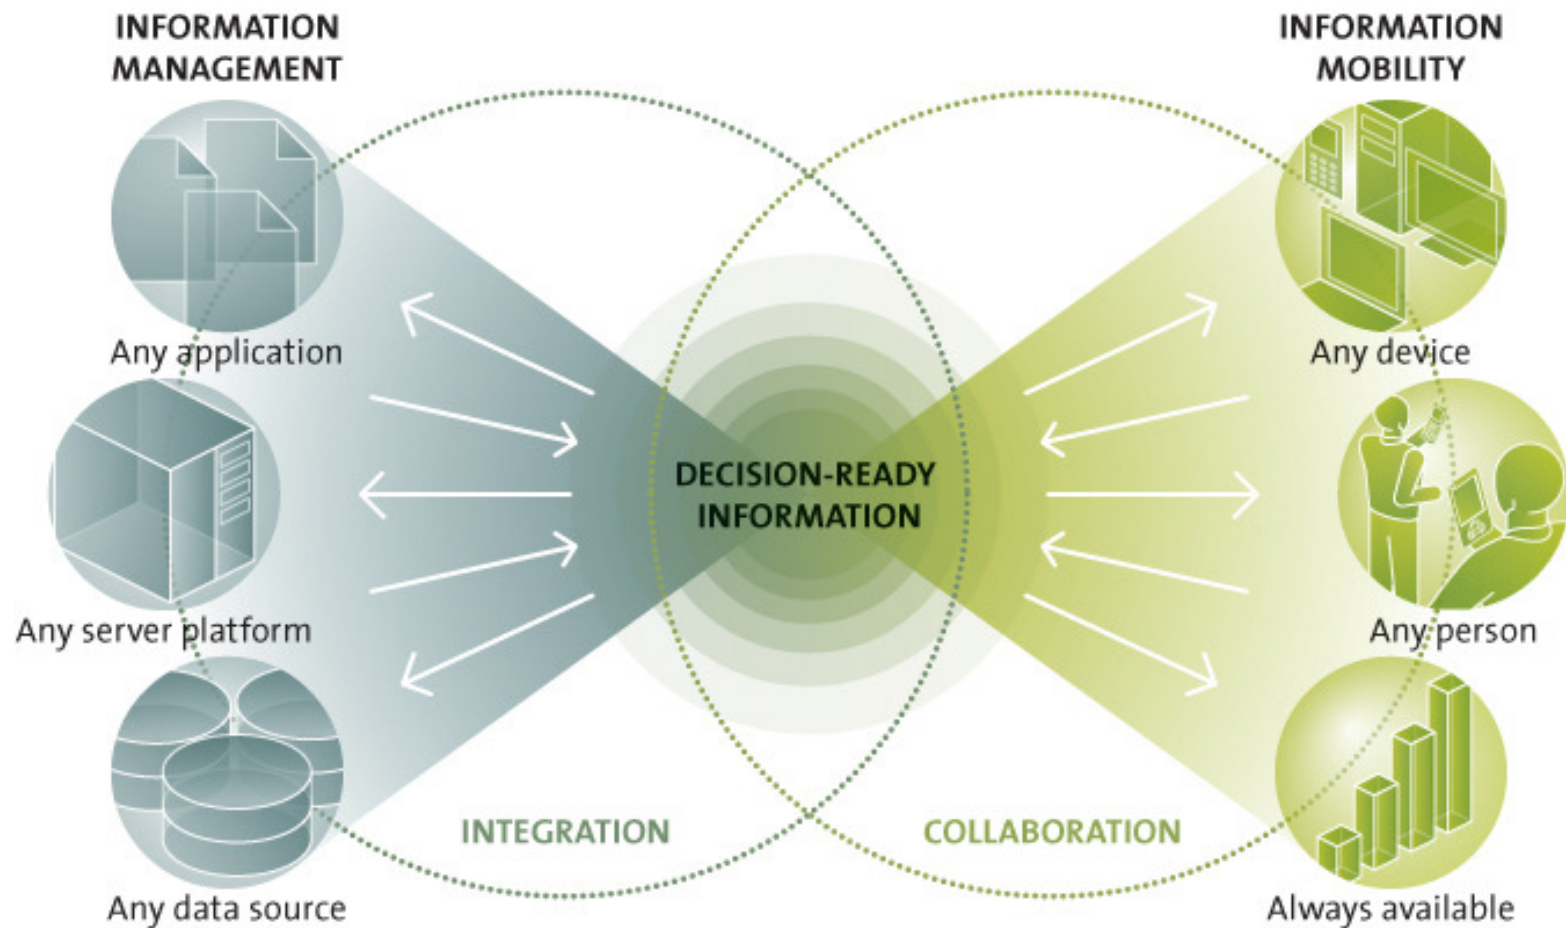 INFORMATION
MANAGEMENT
Any application
Any server platform
Any data source
DECISION-READY
INFORMATION
INTEGRATION
COLLABORATION
INFORMATION
MOBILITY
Any device
Any person
Always available